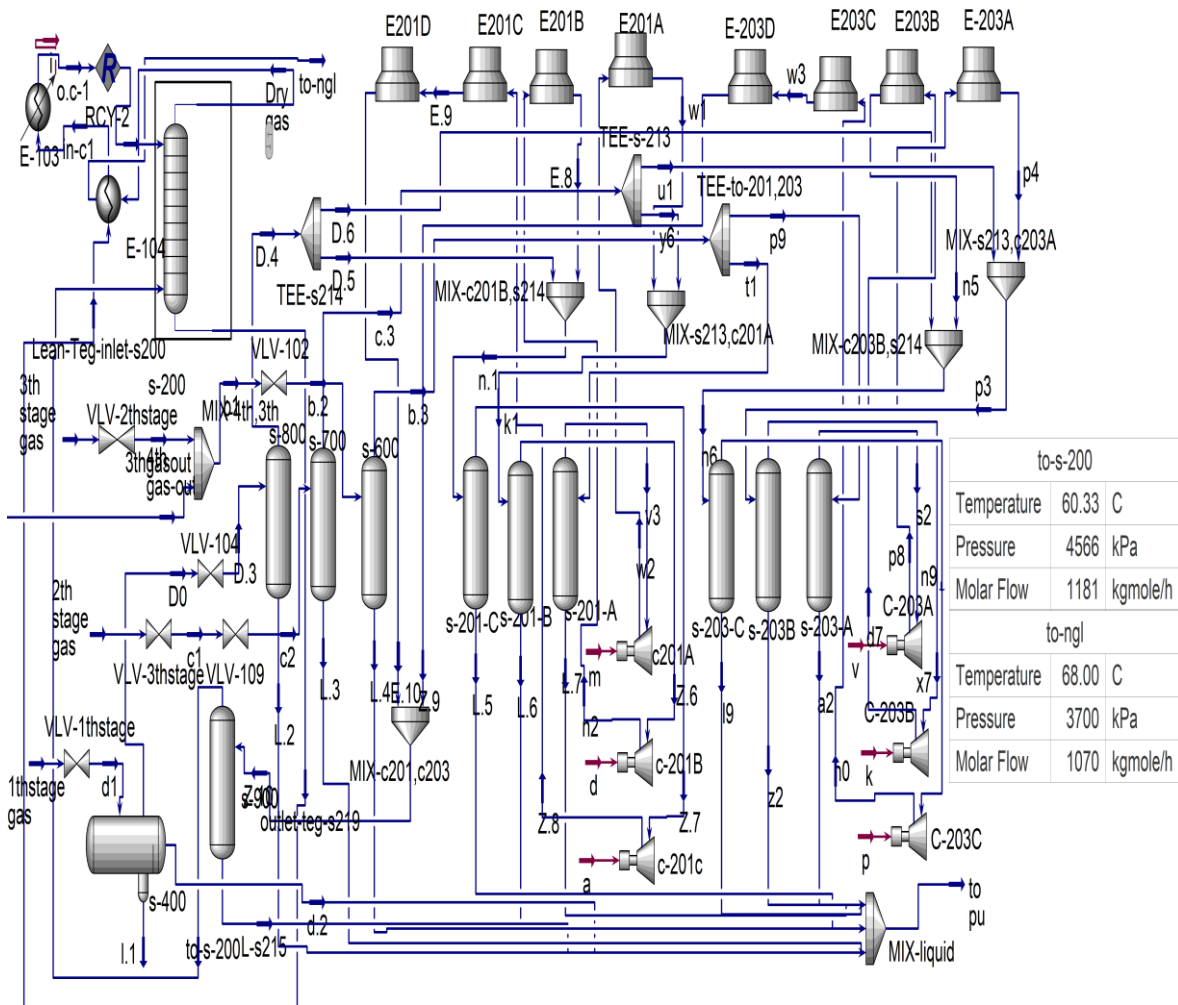 E201D
E201C
E201B
E201A
E-203D
E203C
E203B
E-203A
o.c-1
R
RCY-2
to-ngl
Dry
gas
E-103
in-c1
E-104
E.9
w1
w3
TEE-s-213
E.8
u1
TEE-to-201,203
p4
D.6
D.4
D.5
y6
p9
t1
TEE-s214
MIX-c201B,s214
MIX-s213,c203A
n5
c.3
MIX-s213,c201A
MIX-c203B,s214
Lean-Teg-inlet-s200
VLV-102
n.1
p3
3th
stage
gas
s-200
b1
b.2
b.3
k1
MIX-4th,3th
VLV-2thstage
4th
3thgasout
gas-out
s-800
s-700
s-600
n6
to-s-200
Temperature 60.33 C
Pressure 4566 kPa
Molar Flow 1181 kgmole/h
to-ngl
Temperature 68.00 C
Pressure 3700 kPa
Molar Flow 1070 kgmole/h
v3
s2
w2
p8
n9
VLV-104
D.3
D0
2th
stage
gas
s-201-C
s-201-B
s-201-A
s-203-C
s-203B
s-203-A
C-203A
d7
v
c1
c2
VLV-3thstage
VLV-109
m
c201A
L.3
L.4
E.10
Z.9
L.5
L.6
L.7
Z.6
l9
a2
x7
C-203B
L.2
VLV-1thstage
d1
1thstage
gas
MIX-c201,c203
h2
d
c-201B
z2
h0
k
s-900
outlet-teg-s219
Z.8
Z.7
a
c-201c
p
C-203C
s-400
l.1
d.2
to-s-200
L-s215
to
pu
MIX-liquid